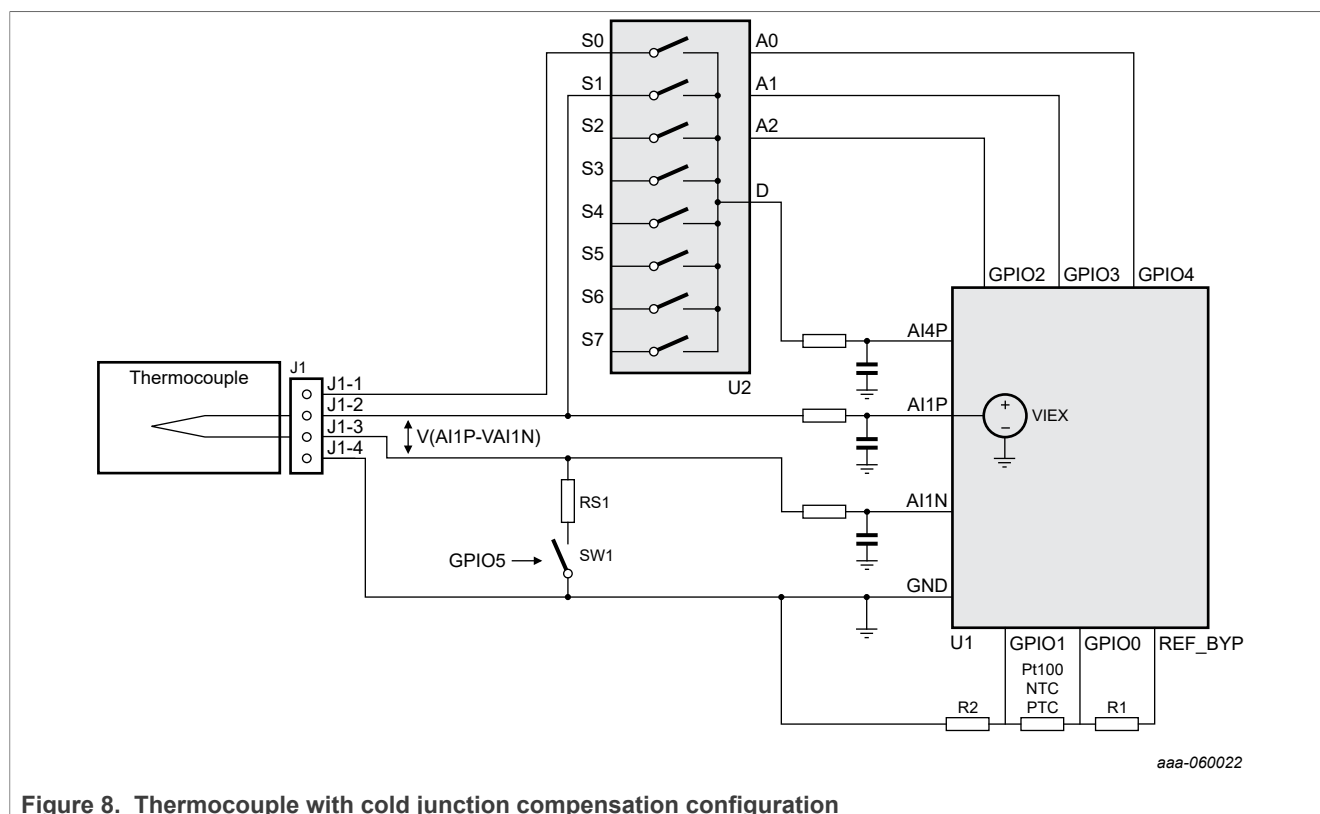 S0
S1
S2
S3
S4
S5
S6
S7
A0
A1
A2
D
U2
GPIO2
GPIO3
GPIO4
AI4P
AI1P
VIEX
+
−
AI1N
GND
Thermocouple
J1
J1-1
J1-2
J1-3
J1-4
V(AI1P-VAI1N)
RS1
GPIO5
SW1
U1
GPIO1
GPIO0
REF_BYP
Pt100
NTC
PTC
R2
R1
aaa-060022
Figure 8. Thermocouple with cold junction compensation configuration